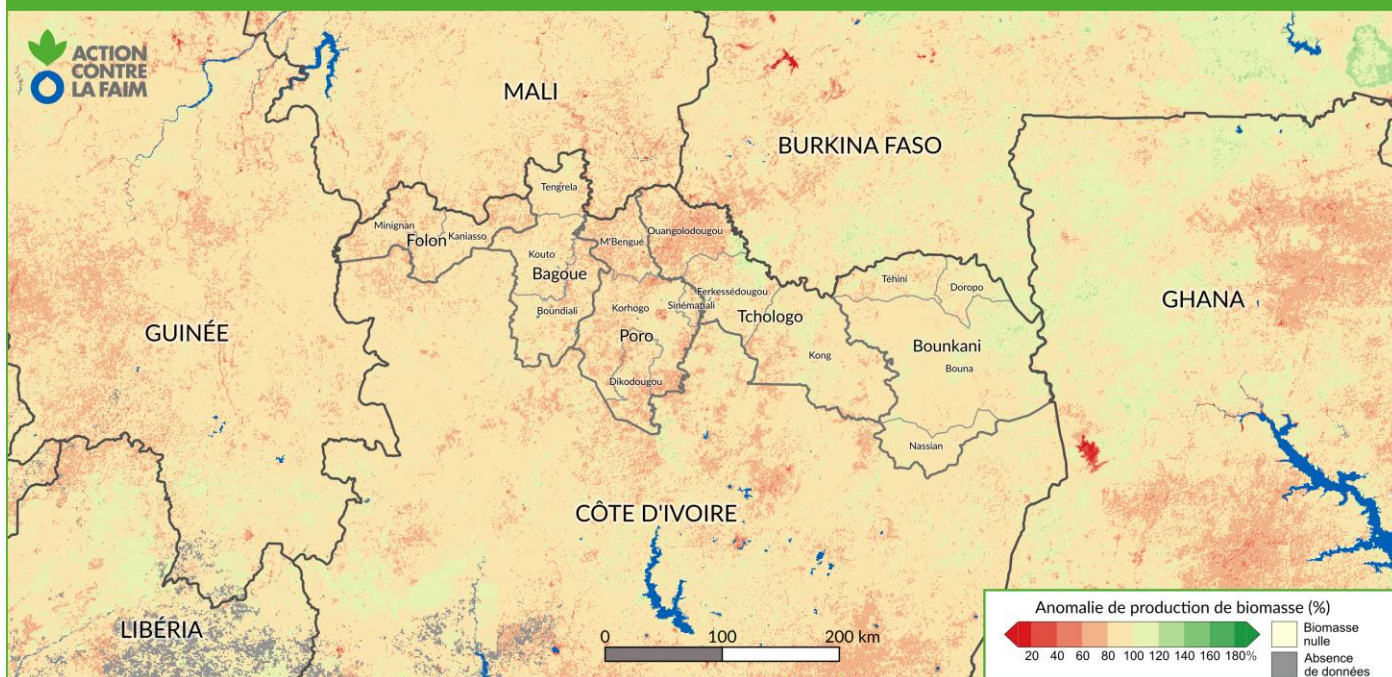 ACTION
CONTRE
LA FAIM
MALI
BURKINA FASO
Tengrela
Minignan
Folon
Kaniasso
M'Bengué
Ouangolodougou
Kouto
Bagoue
Téhini
Doropo
Ferkessédougou
GHANA
Boundiali
Korhogo
Sinématiali
Tchologo
GUINÉE
Poro
Kong
Bounkani
Bouna
Dikodougou
Nassian
CÔTE D'IVOIRE
LIBÉRIA
0 100 200 km
Anomalie de production de biomasse (%)
20 40 60 80 100 120 140 160 180%
Biomasse
nulle
Absence
de données